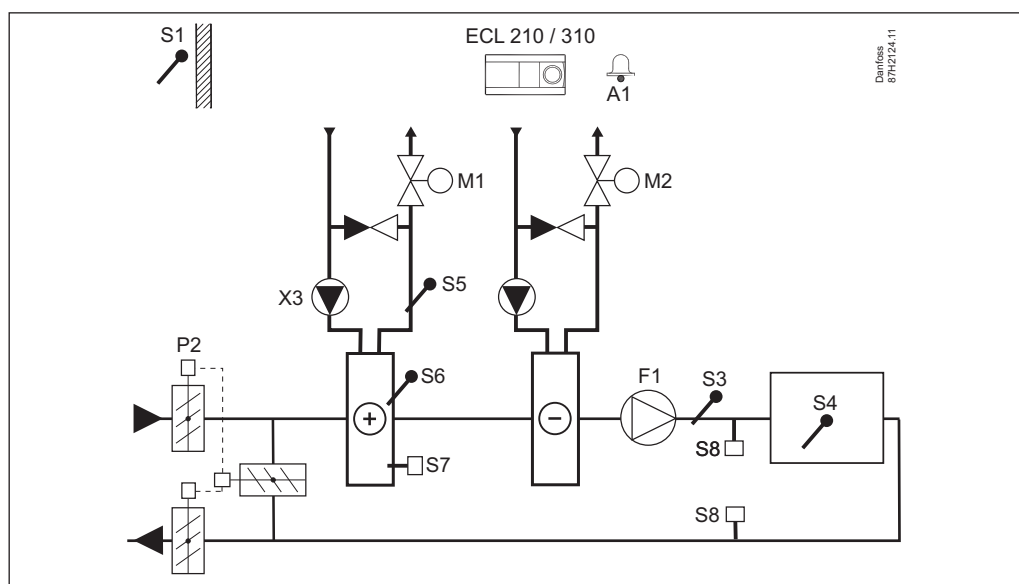 S1
ECL 210 / 310
A1
Danfoss
87H2124.11
M1
M2
X3
S5
P2
S6
F1
S3
S4
S7
S8
S8